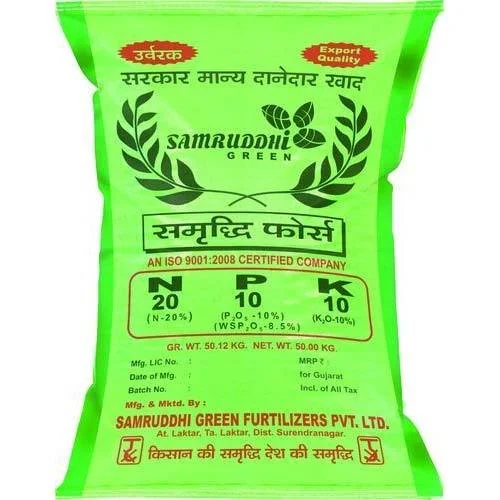 उर्वरक
Export Quality
सरकार मान्य दानेदार खाद
SAMRUDDHI
GREEN
समृद्धि फोर्स
AN ISO 9001:2008 CERTIFIED COMPANY
N P K
20 10 10
(N-20%) (P₂O₅-10%) (K₂O-10%)
(WSP₂O₅-8.5%)
GR. WT. 50.12 KG. NET. WT. 50.00 KG.
Mfg. LIC No. : MRP ₹ :
Date of Mfg. : for Gujarat
Batch No. : Incl. of All Tax
Mfg. & Mktd. By :
SAMRUDDHI GREEN FURTILIZERS PVT. LTD.
At. Laktar, Ta. Laktar, Dist. Surendranagar.
किसान की समृद्धि देश की समृद्धि